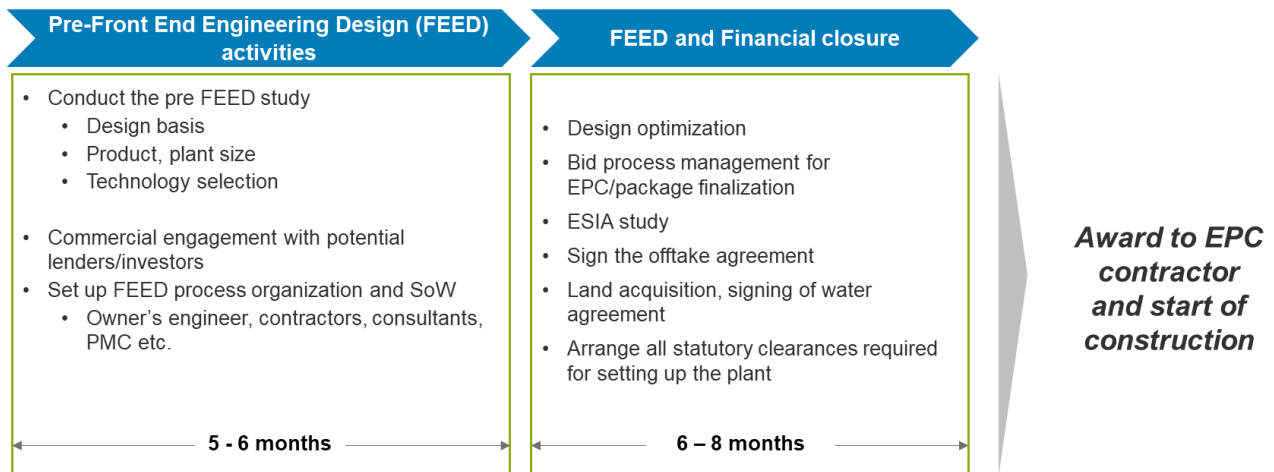 Pre-Front End Engineering Design (FEED)
activities
• Conduct the pre FEED study
• Design basis
• Product, plant size
• Technology selection
• Commercial engagement with potential
lenders/investors
• Set up FEED process organization and SoW
• Owner's engineer, contractors, consultants,
PMC etc.
5 - 6 months
FEED and Financial closure
• Design optimization
• Bid process management for
EPC/package finalization
• ESIA study
• Sign the offtake agreement
• Land acquisition, signing of water
agreement
• Arrange all statutory clearances required
for setting up the plant
6 – 8 months
Award to EPC
contractor
and start of
construction